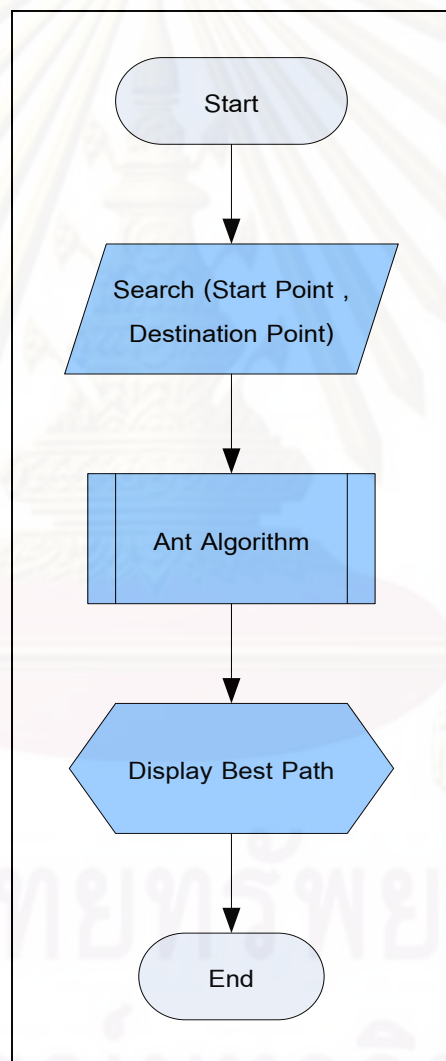 Start
Search (Start Point ,
Destination Point)
Ant Algorithm
Display Best Path
End